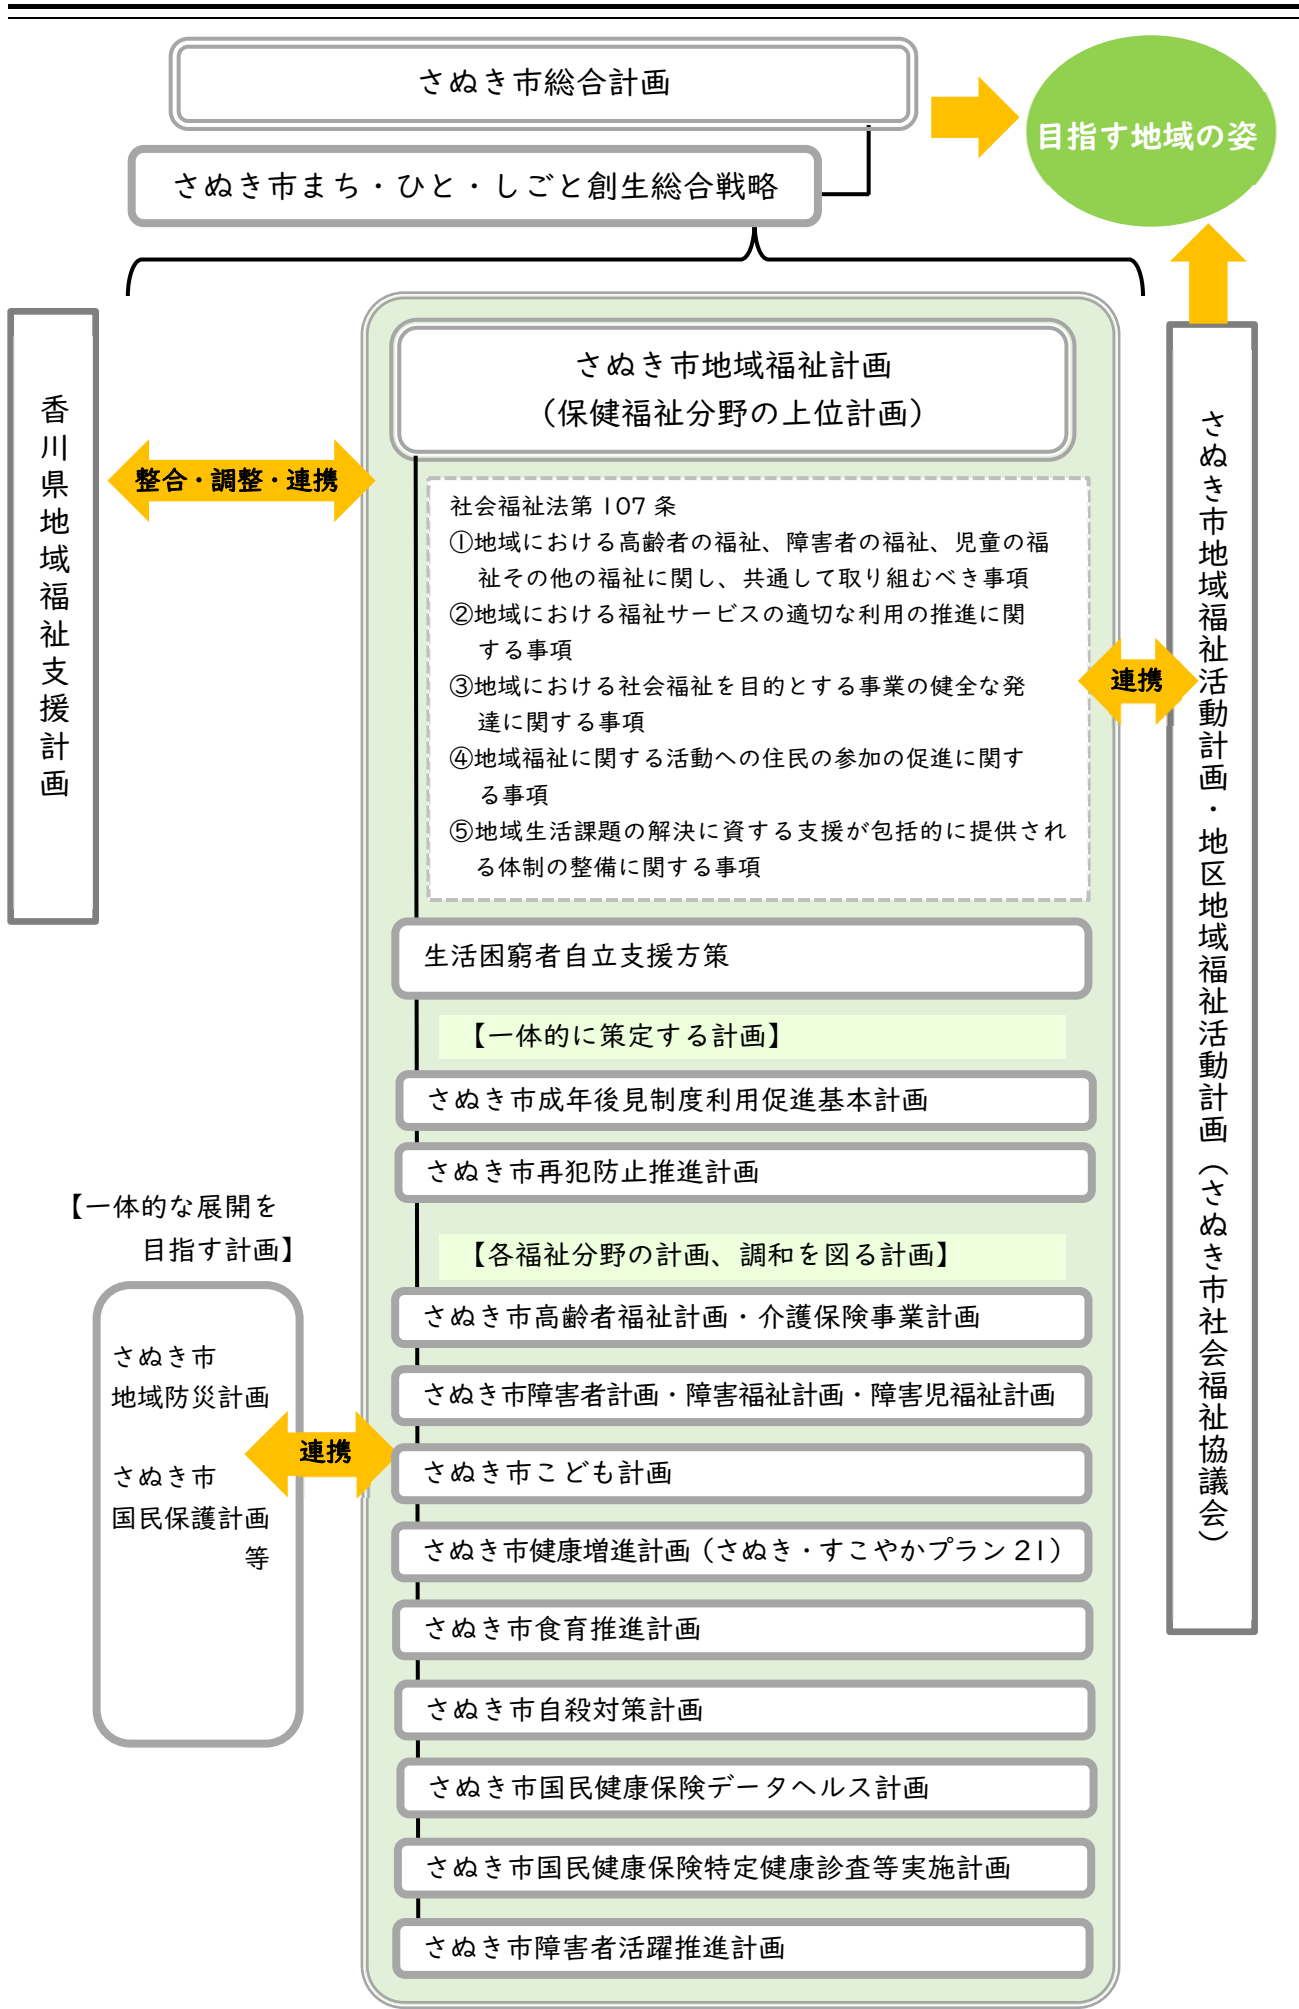 さぬき市総合計画
目指す地域の姿
さぬき市まち・ひと・しごと創生総合戦略
香川県地域福祉支援計画
整合・調整・連携
さぬき市地域福祉計画
（保健福祉分野の上位計画）
社会福祉法第107条
①地域における高齢者の福祉、障害者の福祉、児童の福
祉その他の福祉に関し、共通して取り組むべき事項
②地域における福祉サービスの適切な利用の推進に関
する事項
③地域における社会福祉を目的とする事業の健全な発
達に関する事項
④地域福祉に関する活動への住民の参加の促進に関す
る事項
⑤地域生活課題の解決に資する支援が包括的に提供され
る体制の整備に関する事項
連携
さぬき市地域福祉活動計画・地区地域福祉活動計画（さぬき市社会福祉協議会）
生活困窮者自立支援方策
【一体的に策定する計画】
さぬき市成年後見制度利用促進基本計画
さぬき市再犯防止推進計画
【各福祉分野の計画、調和を図る計画】
さぬき市高齢者福祉計画・介護保険事業計画
さぬき市障害者計画・障害福祉計画・障害児福祉計画
さぬき市こども計画
さぬき市健康増進計画（さぬき・すこやかプラン21）
さぬき市食育推進計画
さぬき市自殺対策計画
さぬき市国民健康保険データヘルス計画
さぬき市国民健康保険特定健康診査等実施計画
さぬき市障害者活躍推進計画
【一体的な展開を
目指す計画】
さぬき市
地域防災計画
さぬき市
国民保護計画
等
連携